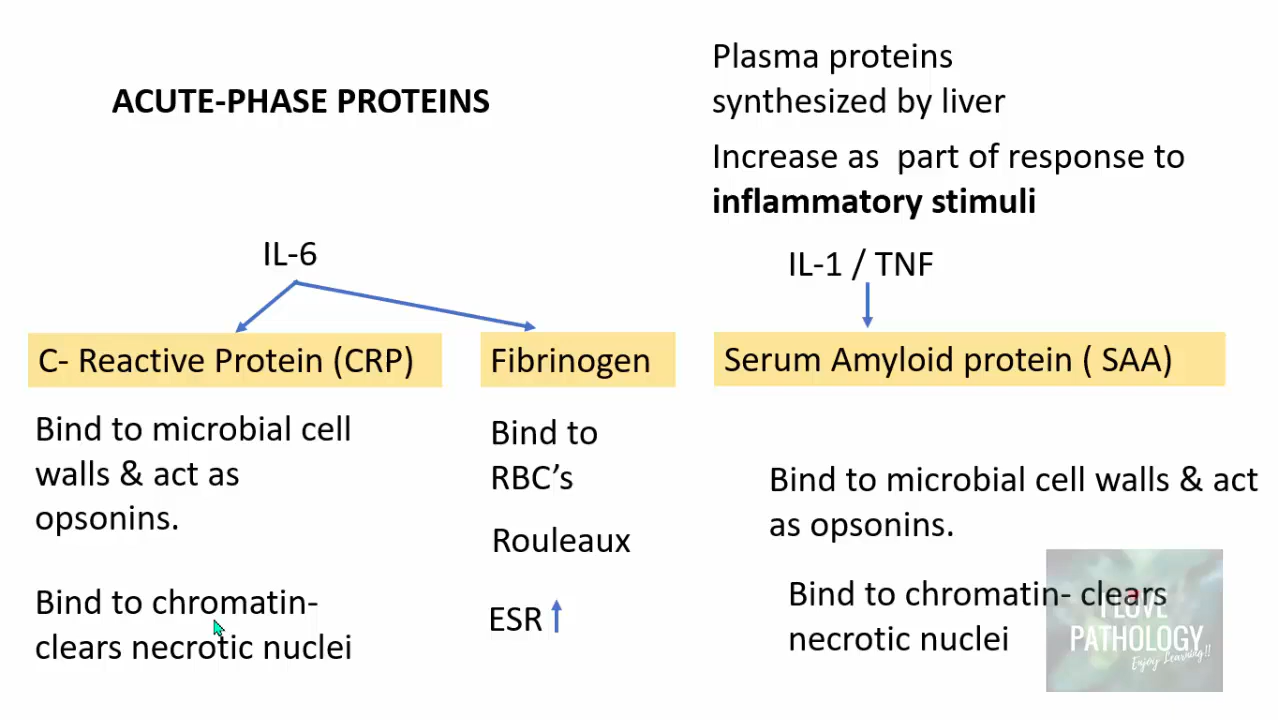 ACUTE-PHASE PROTEINS
Plasma proteins
synthesized by liver
Increase as part of response to
inflammatory stimuli
IL-6
IL-1 / TNF
C- Reactive Protein (CRP)
Fibrinogen
Serum Amyloid protein ( SAA)
Bind to microbial cell
walls & act as
opsonins.
Bind to chromatin-
clears necrotic nuclei
Bind to
RBC’s
Rouleaux
ESR
Bind to microbial cell walls & act
as opsonins.
Bind to chromatin- clears
necrotic nuclei
I LOVE
PATHOLOGY
Enjoy Learning!!